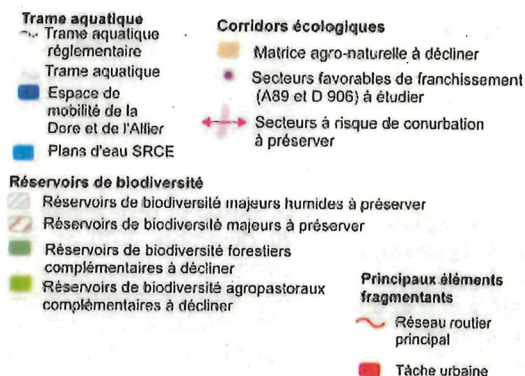 Trame aquatique
Trame aquatique
réglementaire
Trame aquatique
Espace de
mobilité de la
Dore et de l'Allier
Plans d'eau SRCE
Corridors écologiques
Matrice agro-naturelle à décliner
Secteurs favorables de franchissement
(A89 et D 906) à étudier
Secteurs à risque de conurbation
à préserver
Réservoirs de biodiversité
Réservoirs de biodiversité majeurs humides à préserver
Réservoirs de biodiversité majeurs à préserver
Réservoirs de biodiversité forestiers
complémentaires à décliner
Réservoirs de biodiversité agropastoraux
complémentaires à décliner
Principaux éléments
fragmentants
Réseau routier
principal
Tâche urbaine